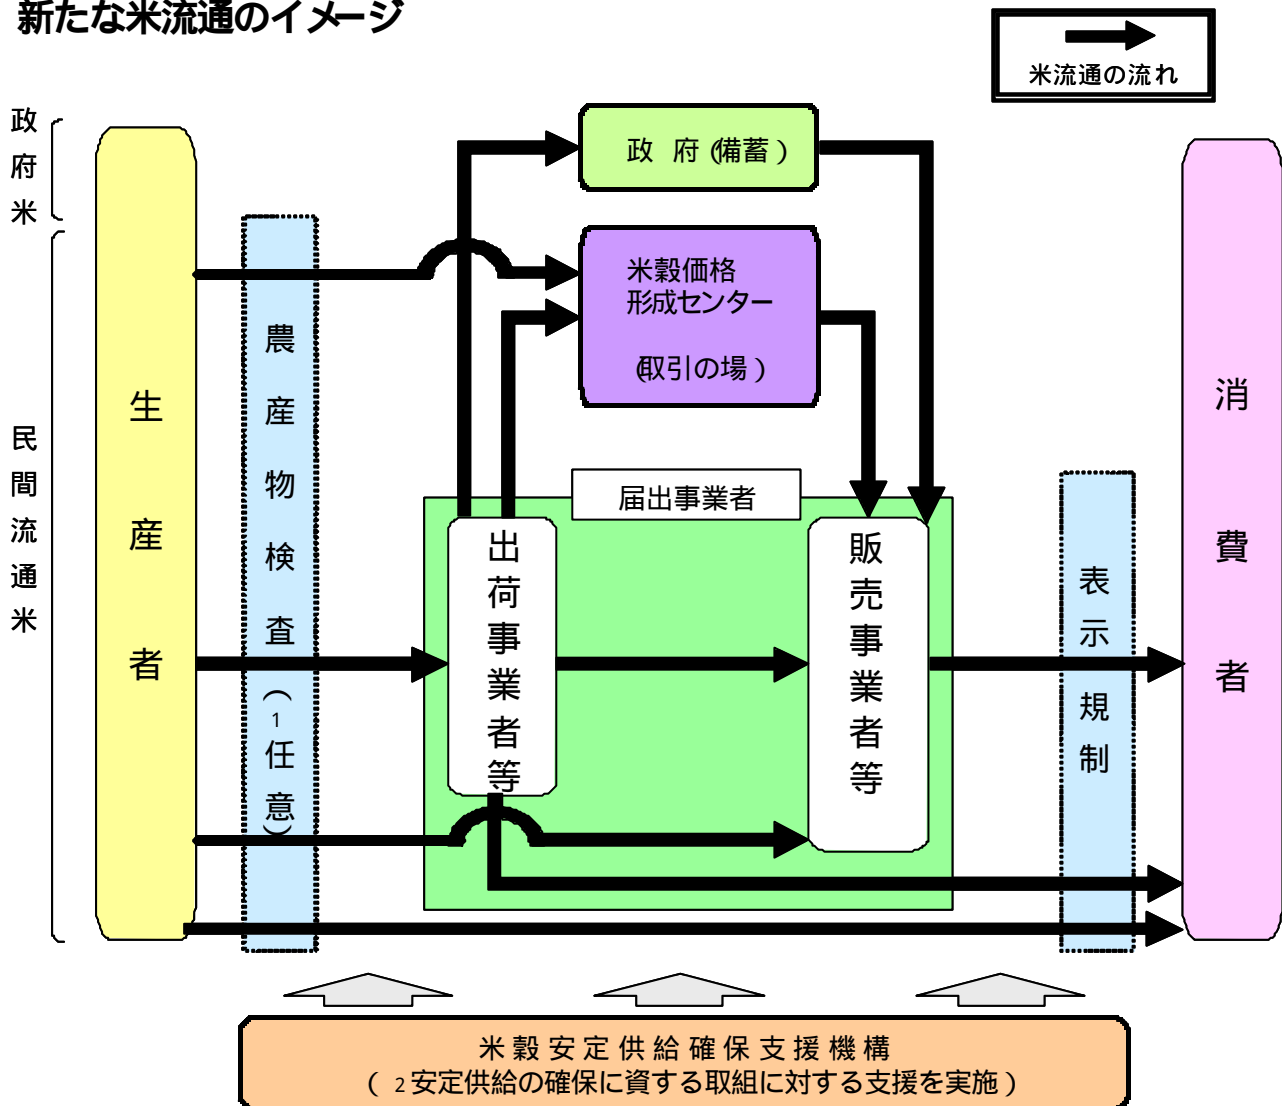 新たな米流通のイメージ
米流通の流れ
政府米
民間流通米
生産者
農産物検査(1任意)
政 府(備蓄)
米穀価格
形成センター
(取引の場)
届出事業者
出荷事業者等
販売事業者等
表示規制
消費者
米穀安定供給確保支援機構
( 2安定供給の確保に資する取組に対する支援を実施)